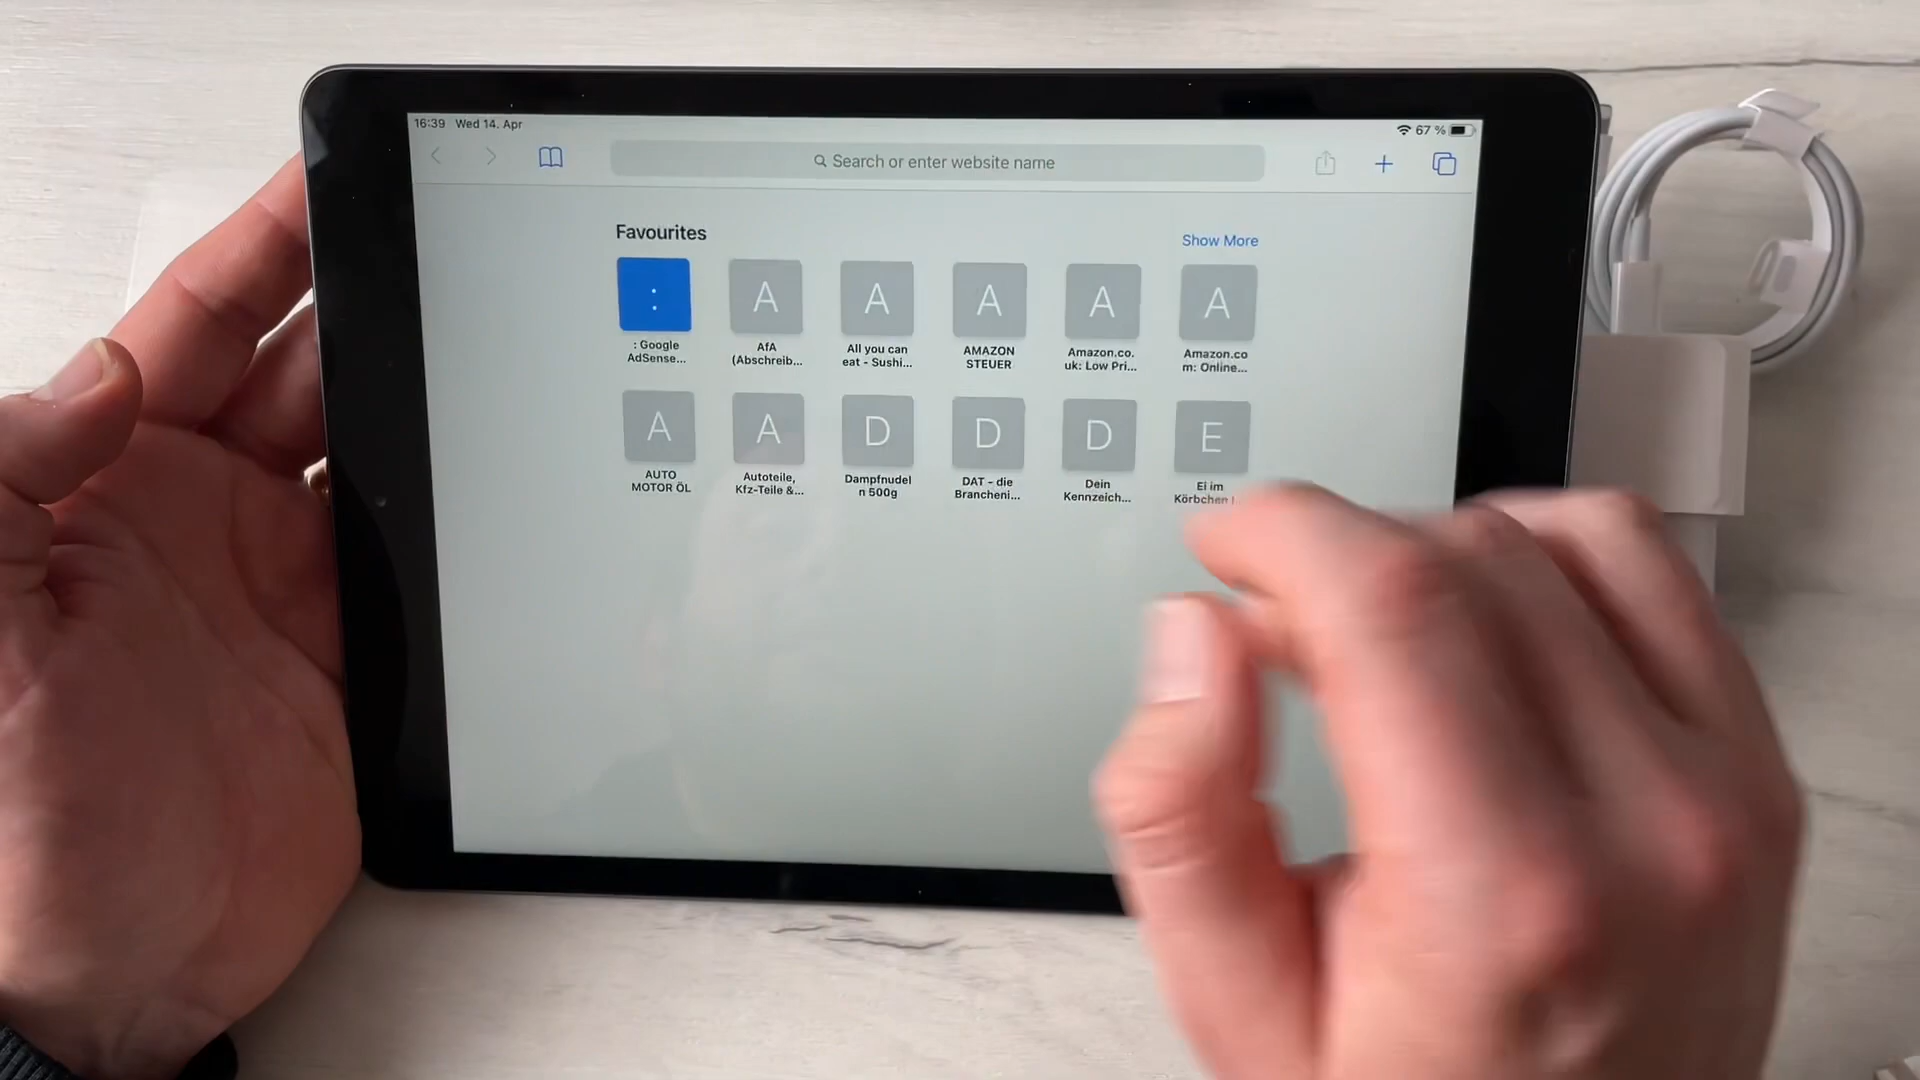 16:39 Wed 14. Apr
67 %
Search or enter website name
Favourites
Show More
:
A
A
A
A
A
: Google
AdSense...
AfA
(Abschreib...
All you can
eat - Sushi...
AMAZON
STEUER
Amazon.co.
uk: Low Pri...
Amazon.co
m: Online...
A
A
D
D
D
E
AUTO
MOTOR ÖL
Autoteile,
Kfz-Teile &...
Dampfnudel
n 500g
DAT - die
Brancheni...
Dein
Kennzeich...
Ei im
Körbchen |...